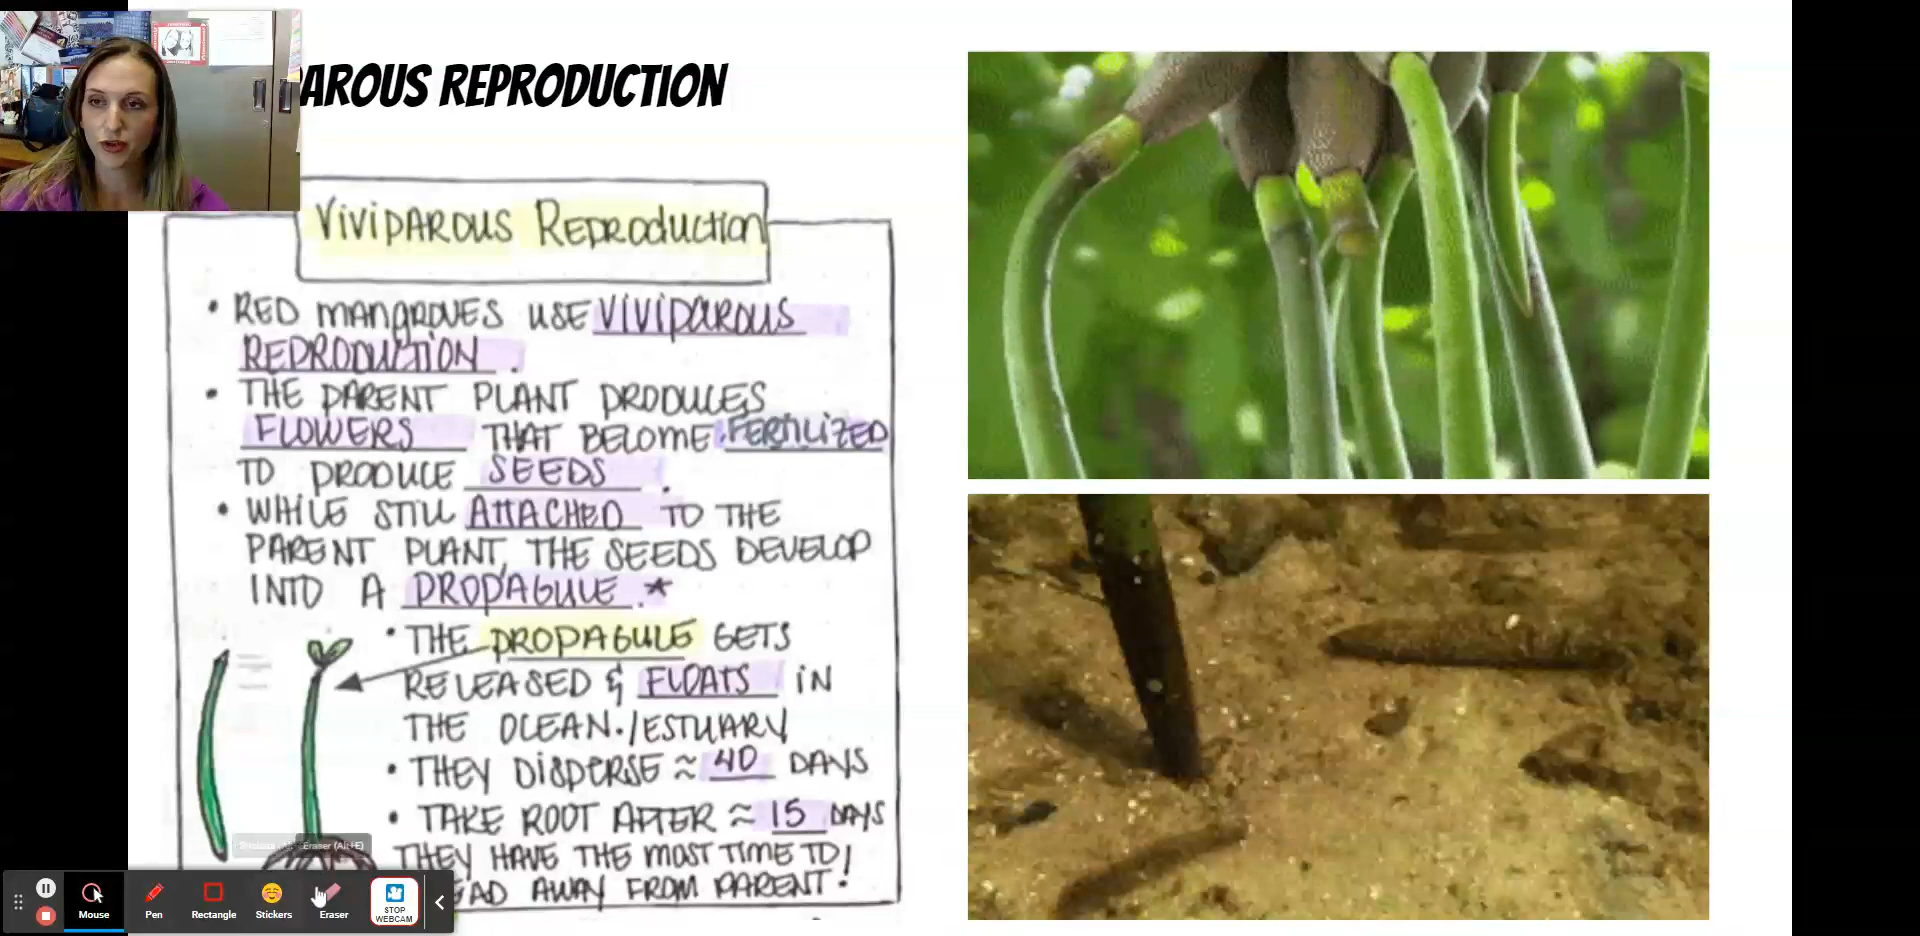 AROUS REPRODUCTION
VIVIPAROUS REPRODUCTION
• RED MANGROVES USE VIVIPAROUS
REPRODUCTION.
• THE PARENT PLANT PRODUCES
FLOWERS THAT BECOME FERTILIZED
TO PRODUCE SEEDS.
• WHILE STILL ATTACHED TO THE
PARENT PLANT, THE SEEDS DEVELOP
INTO A PROPAGULE.*
• THE PROPAGULE GETS
RELEASED & FLOATS IN
THE OCEAN./ESTUARY
• THEY DISPERSE ≈ 40 DAYS
• TAKE ROOT AFTER ≈ 15 DAYS
THEY HAVE THE MOST TIME TO
EAD AWAY FROM PARENT!
Eraser (Alt+E)
Mouse
Pen
Rectangle
Stickers
Eraser
STOP
WEBCAM